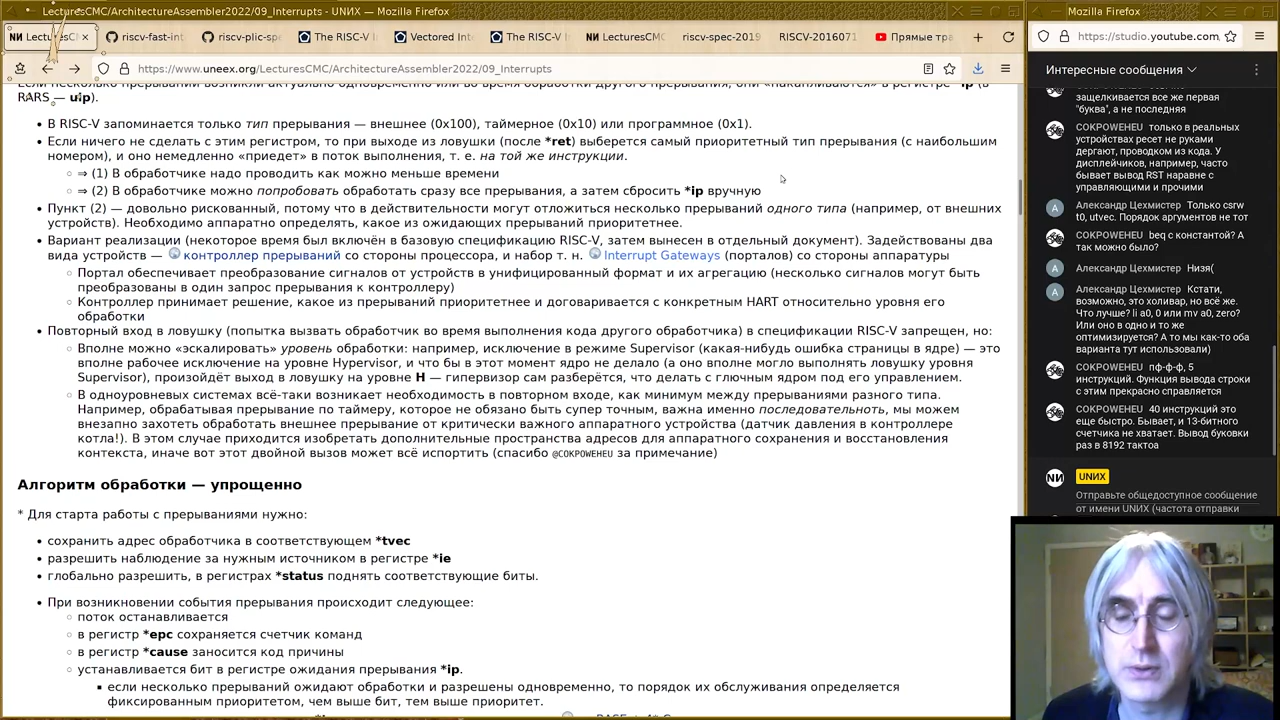 LecturesCMC/ArchitectureAssembler2022/09_Interrupts - UNИX — Mozilla Firefox
LecturesCM
riscv-fast-int
riscv-plic-spe
The RISC-V I
Vectored Int
The RISC-V I
LecturesCMC
riscv-spec-2019
RISCV-2016071
Прямые тра
https://www.uneex.org/LecturesCMC/ArchitectureAssembler2022/09_Interrupts
RARS — uip).
В RISC-V запоминается только тип прерывания — внешнее (0x100), таймерное (0x10) или программное (0x1).
Если ничего не сделать с этим регистром, то при выходе из ловушки (после *ret) выберется самый приоритетный тип прерывания (с наибольшим
номером), и оно немедленно «приедет» в поток выполнения, т. е. на той же инструкции.
⇒ (1) В обработчике надо проводить как можно меньше времени
⇒ (2) В обработчике можно попробовать обработать сразу все прерывания, а затем сбросить *ip вручную
Пункт (2) — довольно рискованный, потому что в действительности могут отложиться несколько прерываний одного типа (например, от внешних
устройств). Необходимо аппаратно определять, какое из ожидающих прерываний приоритетнее.
Вариант реализации (некоторое время был включён в базовую спецификацию RISC-V, затем вынесен в отдельный документ). Задействованы два
вида устройств — контроллер прерываний со стороны процессора, и набор т. н. Interrupt Gateways (порталов) со стороны аппаратуры
Портал обеспечивает преобразование сигналов от устройств в унифицированный формат и их агрегацию (несколько сигналов могут быть
преобразованы в один запрос прерывания к контроллеру)
Контроллер принимает решение, какое из прерываний приоритетнее и договаривается с конкретным HART относительно уровня его
обработки
Повторный вход в ловушку (попытка вызвать обработчик во время выполнения кода другого обработчика) в спецификации RISC-V запрещен, но:
Вполне можно «эскалировать» уровень обработки: например, исключение в режиме Supervisor (какая-нибудь ошибка страницы в ядре) — это
вполне рабочее исключение на уровне Hypervisor, и что бы в этот момент ядро не делало (а оно вполне могло выполнять ловушку уровня
Supervisor), произойдёт выход в ловушку на уровне H — гипервизор сам разберётся, что делать с глючным ядром под его управлением.
В одноуровневых системах всё-таки возникает необходимость в повторном входе, как минимум между прерываниями разного типа.
Например, обрабатывая прерывание по таймеру, которое не обязано быть супер точным, важна именно последовательность, мы можем
внезапно захотеть обработать внешнее прерывание от критически важного аппаратного устройства (датчик давления в контроллере
котла!). В этом случае приходится изобретать дополнительные пространства адресов для аппаратного сохранения и восстановления
контекста, иначе вот этот двойной вызов может всё испортить (спасибо @COKPOWEHEU за примечание)
Алгоритм обработки — упрощенно
* Для старта работы с прерываниями нужно:
сохранить адрес обработчика в соответствующем *tvec
разрешить наблюдение за нужным источником в регистре *ie
глобально разрешить, в регистрах *status поднять соответствующие биты.
При возникновении события прерывания происходит следующее:
поток останавливается
в регистр *epc сохраняется счетчик команд
в регистр *cause заносится код причины
устанавливается бит в регистре ожидания прерывания *ip.
если несколько прерываний ожидают обработки и разрешены одновременно, то порядок их обслуживания определяется
фиксированным приоритетом, чем выше бит, тем выше приоритет.
Mozilla Firefox
https://studio.youtube.com
Интересные сообщения
защелкивается все же первая
"буква", а не последняя
COKPOWEHEU только в реальных
устройствах ресет не руками
дергают, проводком из кода. У
дисплейчиков, например, часто
бывает вывод RST наравне с
управляющими и прочими
Александр Цехмистер Только csrw
t0, utvec. Порядок аргументов не тот
COKPOWEHEU beq с константой? А
так можно было?
Александр Цехмистер Низя(
Александр Цехмистер Кстати,
возможно, это холивар, но всё же.
Что лучше? li a0, 0 или mv a0, zero?
Или оно в одно и то же
оптимизируется? А то мы как-то оба
варианта тут использовали)
COKPOWEHEU пф-ф-ф, 5
инструкций. Функция вывода строки
с этим прекрасно справляется
COKPOWEHEU 40 инструкций это
еще быстро. Бывает, и 13-битного
счетчика не хватает. Вывод буковки
раз в 8192 тактоа
UNИX
Отправьте общедоступное сообщение
от имени UNИX (частота отправки